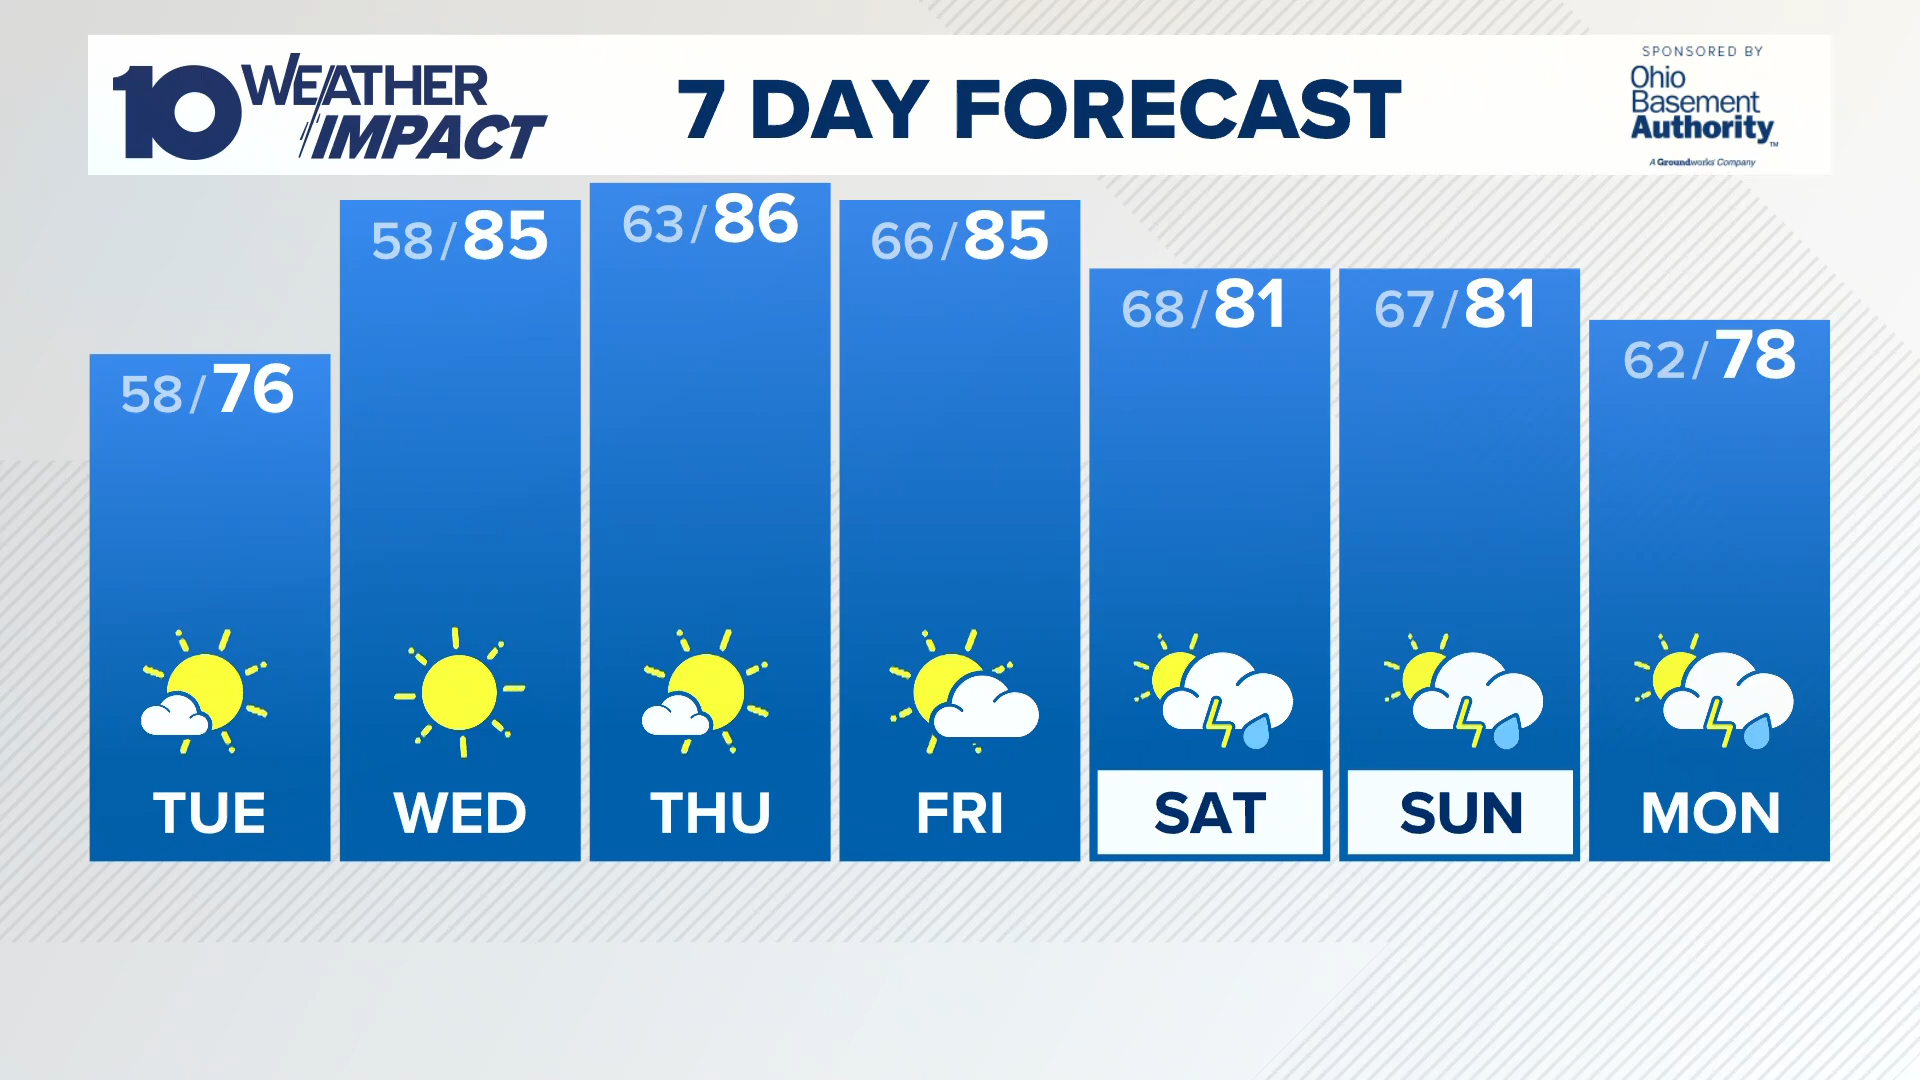 10 WEATHER
IMPACT
7 DAY FORECAST
SPONSORED BY
Ohio
Basement
Authority™
A Groundworks Company
58/76
58/85
63/86
66/85
68/81
67/81
62/78
TUE
WED
THU
FRI
SAT
SUN
MON